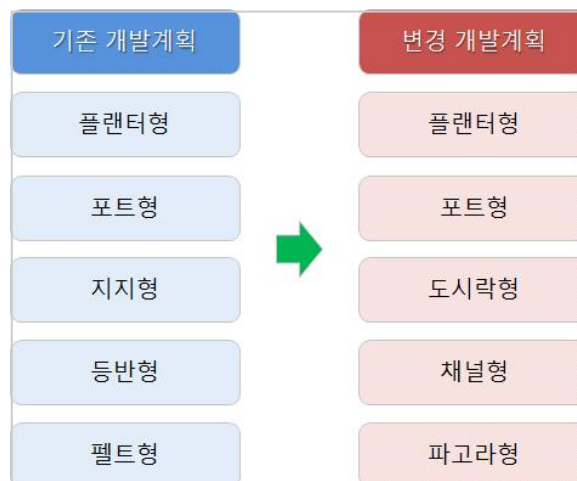 기존 개발계획
변경 개발계획
플랜터형
플랜터형
포트형
포트형
지지형
도시락형
등반형
채널형
펠트형
파고라형